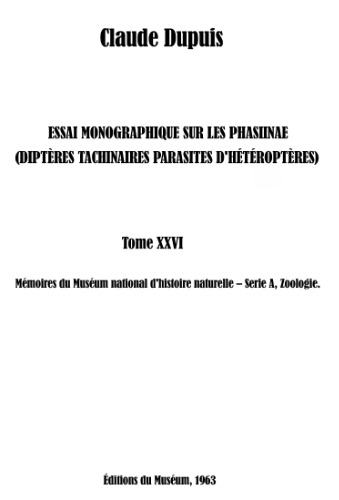 Claude Dupuis
ESSAI MONOGRAPHIQUE SUR LES PHASIINAE
(DIPTÈRES TACHINAIRES PARASITES D'HÉTÉROPTÈRES)
Tome XXVI
Mémoires du Muséum national d'histoire naturelle – Serie A, Zoologie.
Éditions du Muséum, 1963